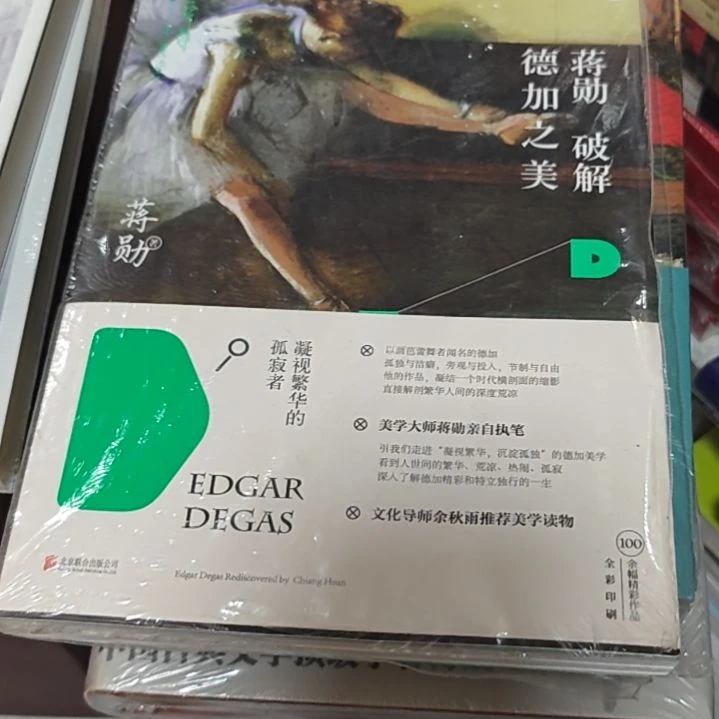 蒋勋 破解
德加之美
蒋勋 著
D
凝视繁华的
孤寂者
EDGAR
DEGAS
以画芭蕾舞者闻名的德加
孤独与洁癖，旁观与投入，节制与自由
他的作品，凝结一个时代横剖面的缩影
直接解剖繁华人间的深度荒凉
美学大师蒋勋亲自执笔
引我们走进“凝视繁华，沉淀孤独”的德加美学
看到人世间的繁华、荒凉、热闹、孤寂
深入了解德加精彩和特立独行的一生
文化导师余秋雨推荐美学读物
100
余幅精彩作品
全彩印刷
北京联合出版公司
Edgar Degas Rediscovered by Chiang Hsun